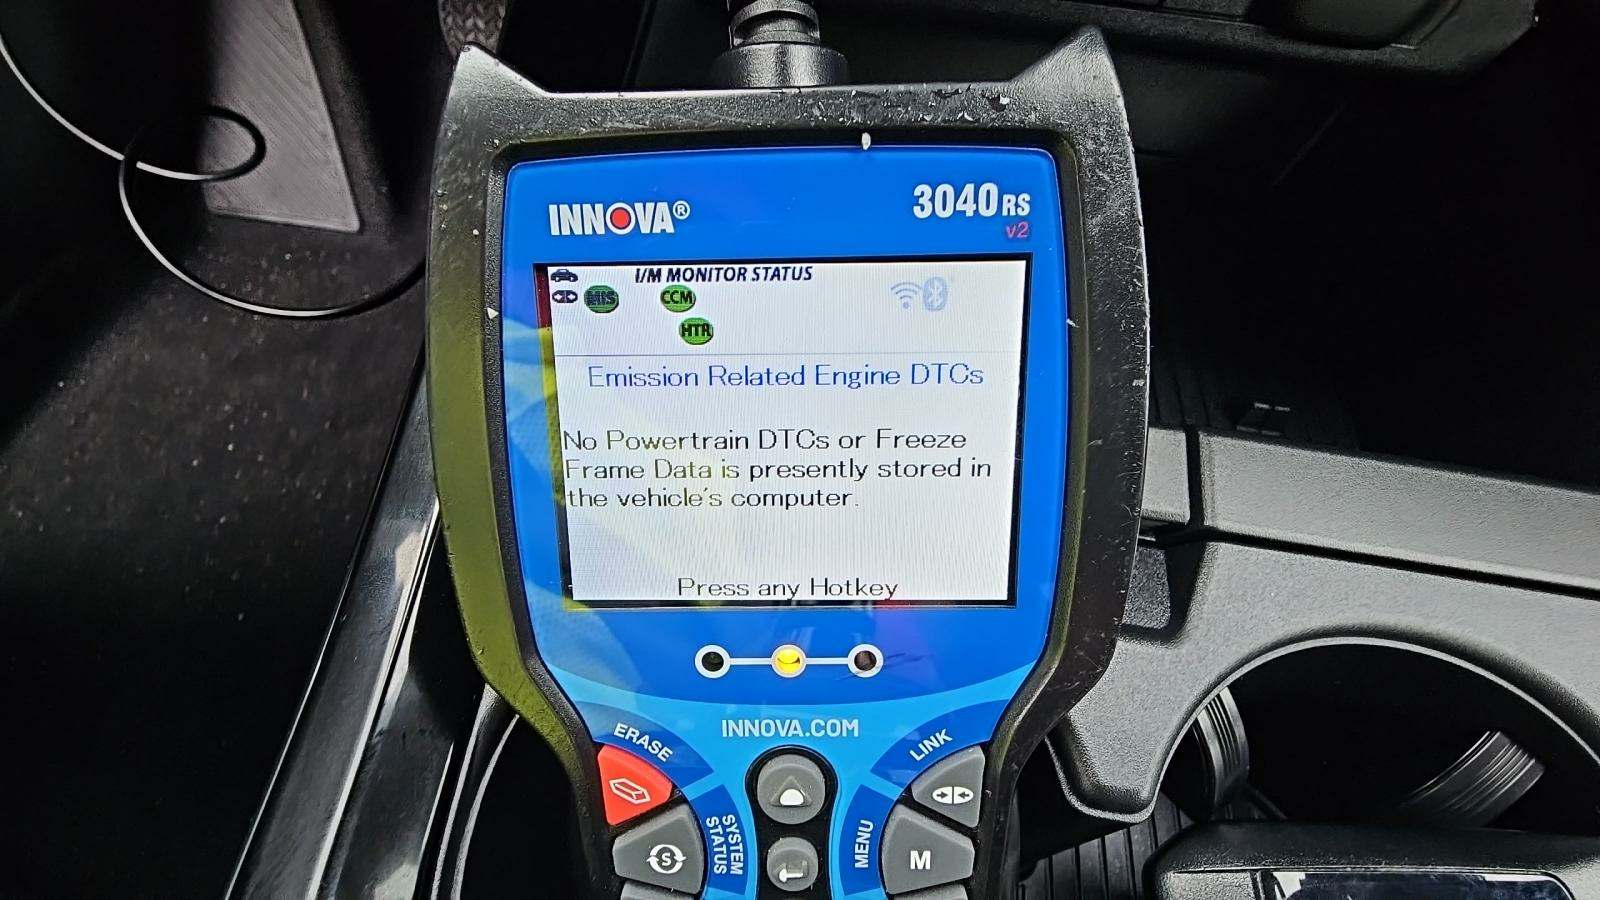 INNOVA®
3040RS
v2
I/M MONITOR STATUS
MIS CCM
HTR
Emission Related Engine DTCs
No Powertrain DTCs or Freeze
Frame Data is presently stored in
the vehicle's computer.
Press any Hotkey
INNOVA.COM
ERASE
LINK
SYSTEM
STATUS
S
MENU
M